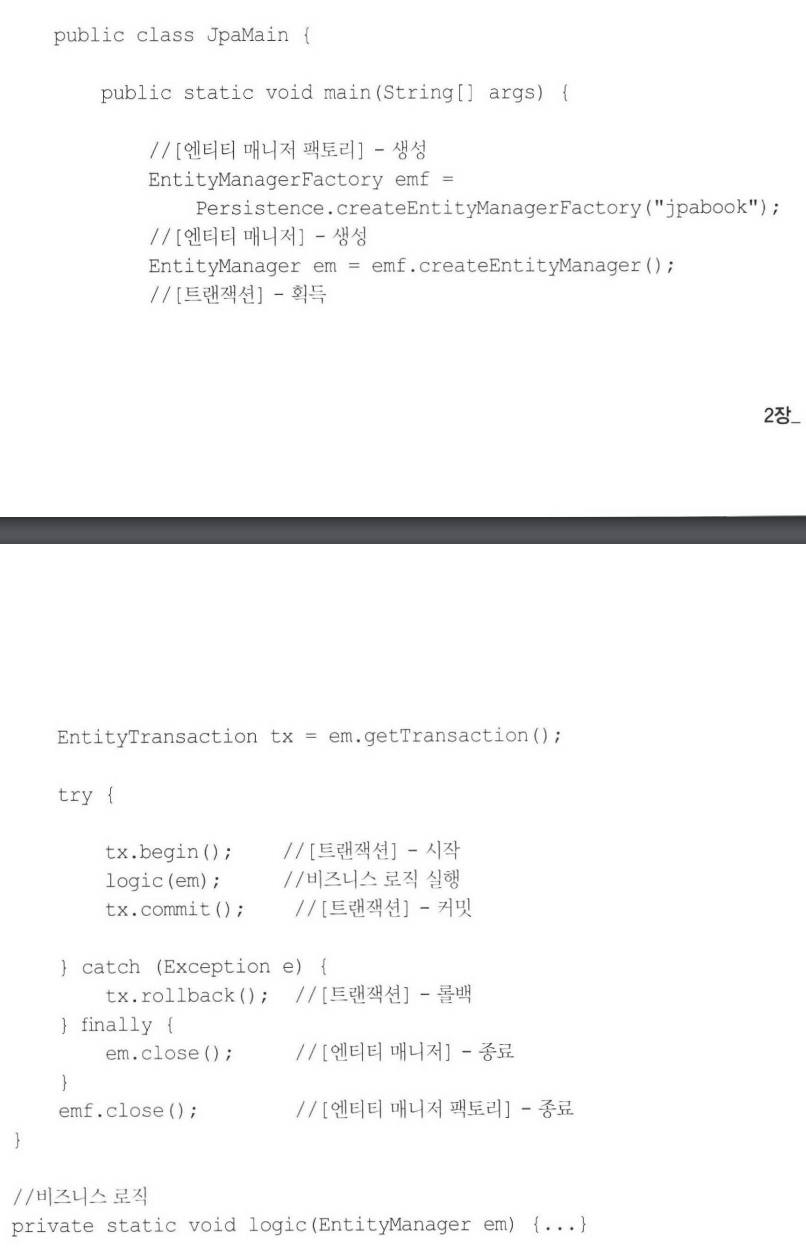 public class JpaMain {
public static void main(String[] args) {
//[엔티티 매니저 팩토리] - 생성
EntityManagerFactory emf =
Persistence.createEntityManagerFactory("jpabook");
//[엔티티 매니저] - 생성
EntityManager em = emf.createEntityManager();
//[트랜잭션] - 획득
2장_
EntityTransaction tx = em.getTransaction();
try {
tx.begin(); //[트랜잭션] - 시작
logic(em); //비즈니스 로직 실행
tx.commit(); //[트랜잭션] - 커밋
} catch (Exception e) {
tx.rollback(); //[트랜잭션] - 롤백
} finally {
em.close(); //[엔티티 매니저] - 종료
}
emf.close(); //[엔티티 매니저 팩토리] - 종료
}
//비즈니스 로직
private static void logic(EntityManager em) {...}